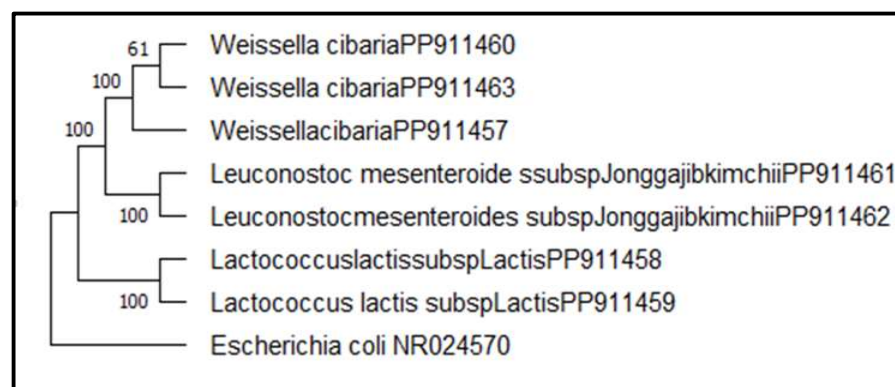 61
Weissella cibariaPP911460
100
Weissella cibariaPP911463
100
WeissellacibariaPP911457
Leuconostoc mesenteroide ssubspJonggajibkimchiiPP911461
100
Leuconostocmesenteroides subspJonggajibkimchiiPP911462
LactococcuslactissubspLactisPP911458
100
Lactococcus lactis subspLactisPP911459
Escherichia coli NR024570